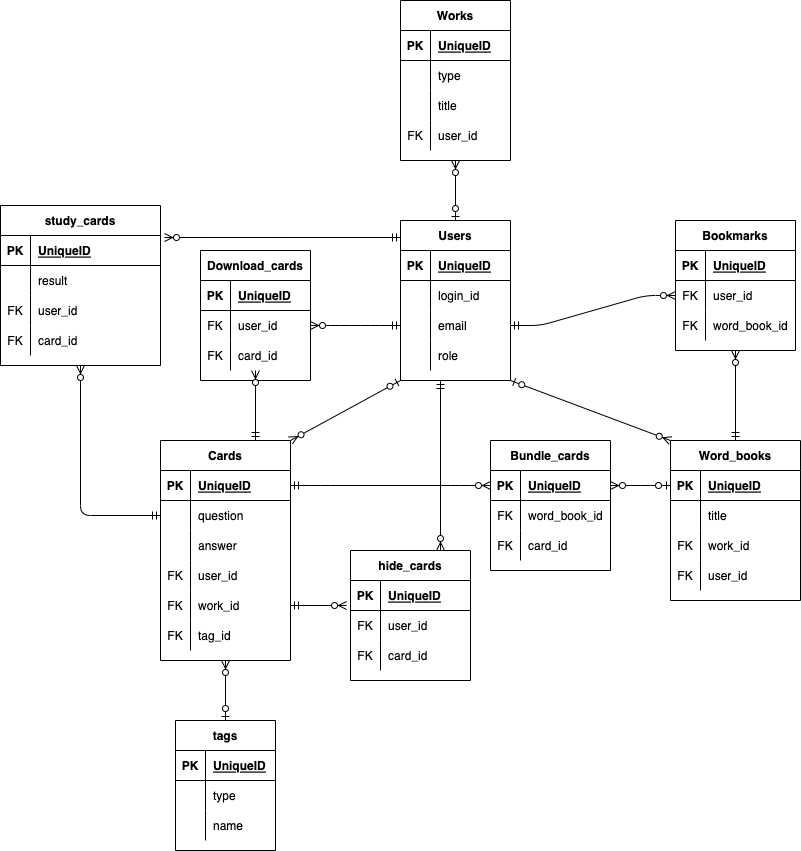 Works
PK UniqueID
type
title
FK user_id
study_cards
PK UniqueID
result
FK user_id
FK card_id
Download_cards
PK UniqueID
FK user_id
FK card_id
Users
PK UniqueID
login_id
email
role
Bookmarks
PK UniqueID
FK user_id
FK word_book_id
Cards
PK UniqueID
question
answer
FK user_id
FK work_id
FK tag_id
Bundle_cards
PK UniqueID
FK word_book_id
FK card_id
Word_books
PK UniqueID
title
FK work_id
FK user_id
hide_cards
PK UniqueID
FK user_id
FK card_id
tags
PK UniqueID
type
name